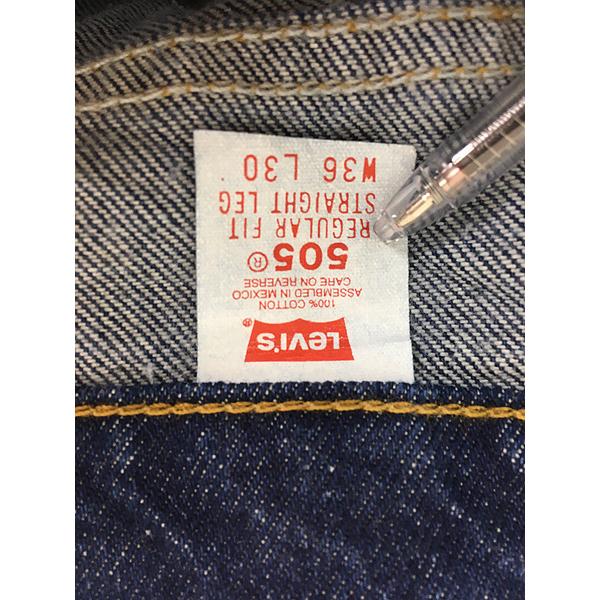 LEVI'S ®
100% COTTON
ASSEMBLED IN MEXICO
CARE ON REVERSE
505®
REGULAR FIT
STRAIGHT LEG
W36 L30